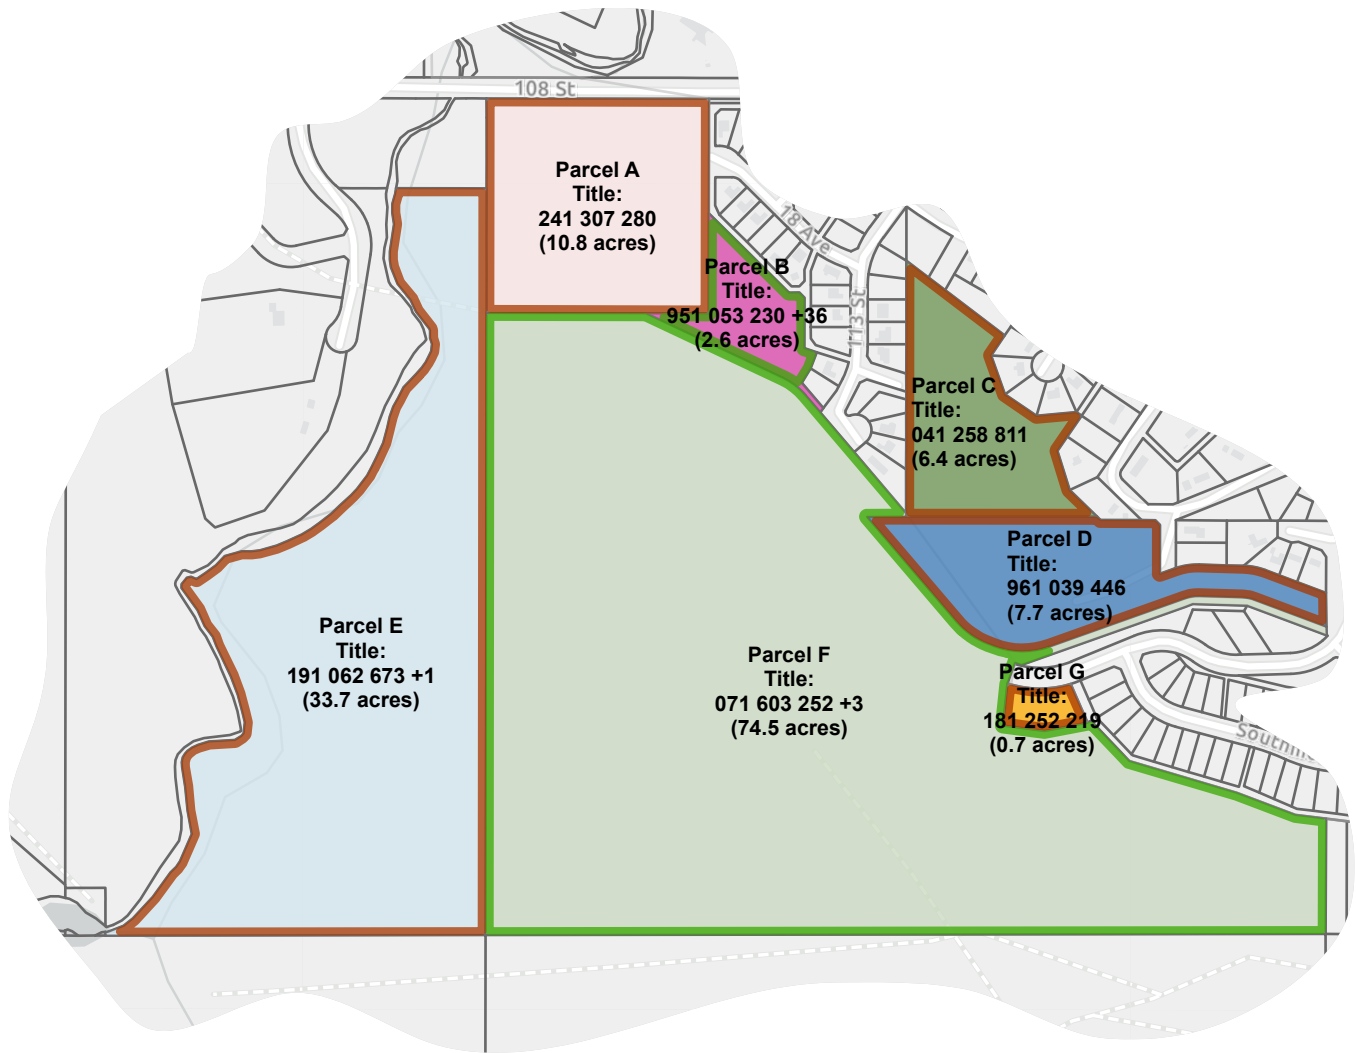 108 St
Parcel A
Title:
241 307 280
(10.8 acres)
18 Ave
Parcel B
Title:
951 053 230 +36
(2.6 acres)
113 St
Parcel C
Title:
041 258 811
(6.4 acres)
Parcel D
Title:
961 039 446
(7.7 acres)
Parcel E
Title:
191 062 673 +1
(33.7 acres)
Parcel F
Title:
071 603 252 +3
(74.5 acres)
Parcel G
Title:
181 252 219
(0.7 acres)